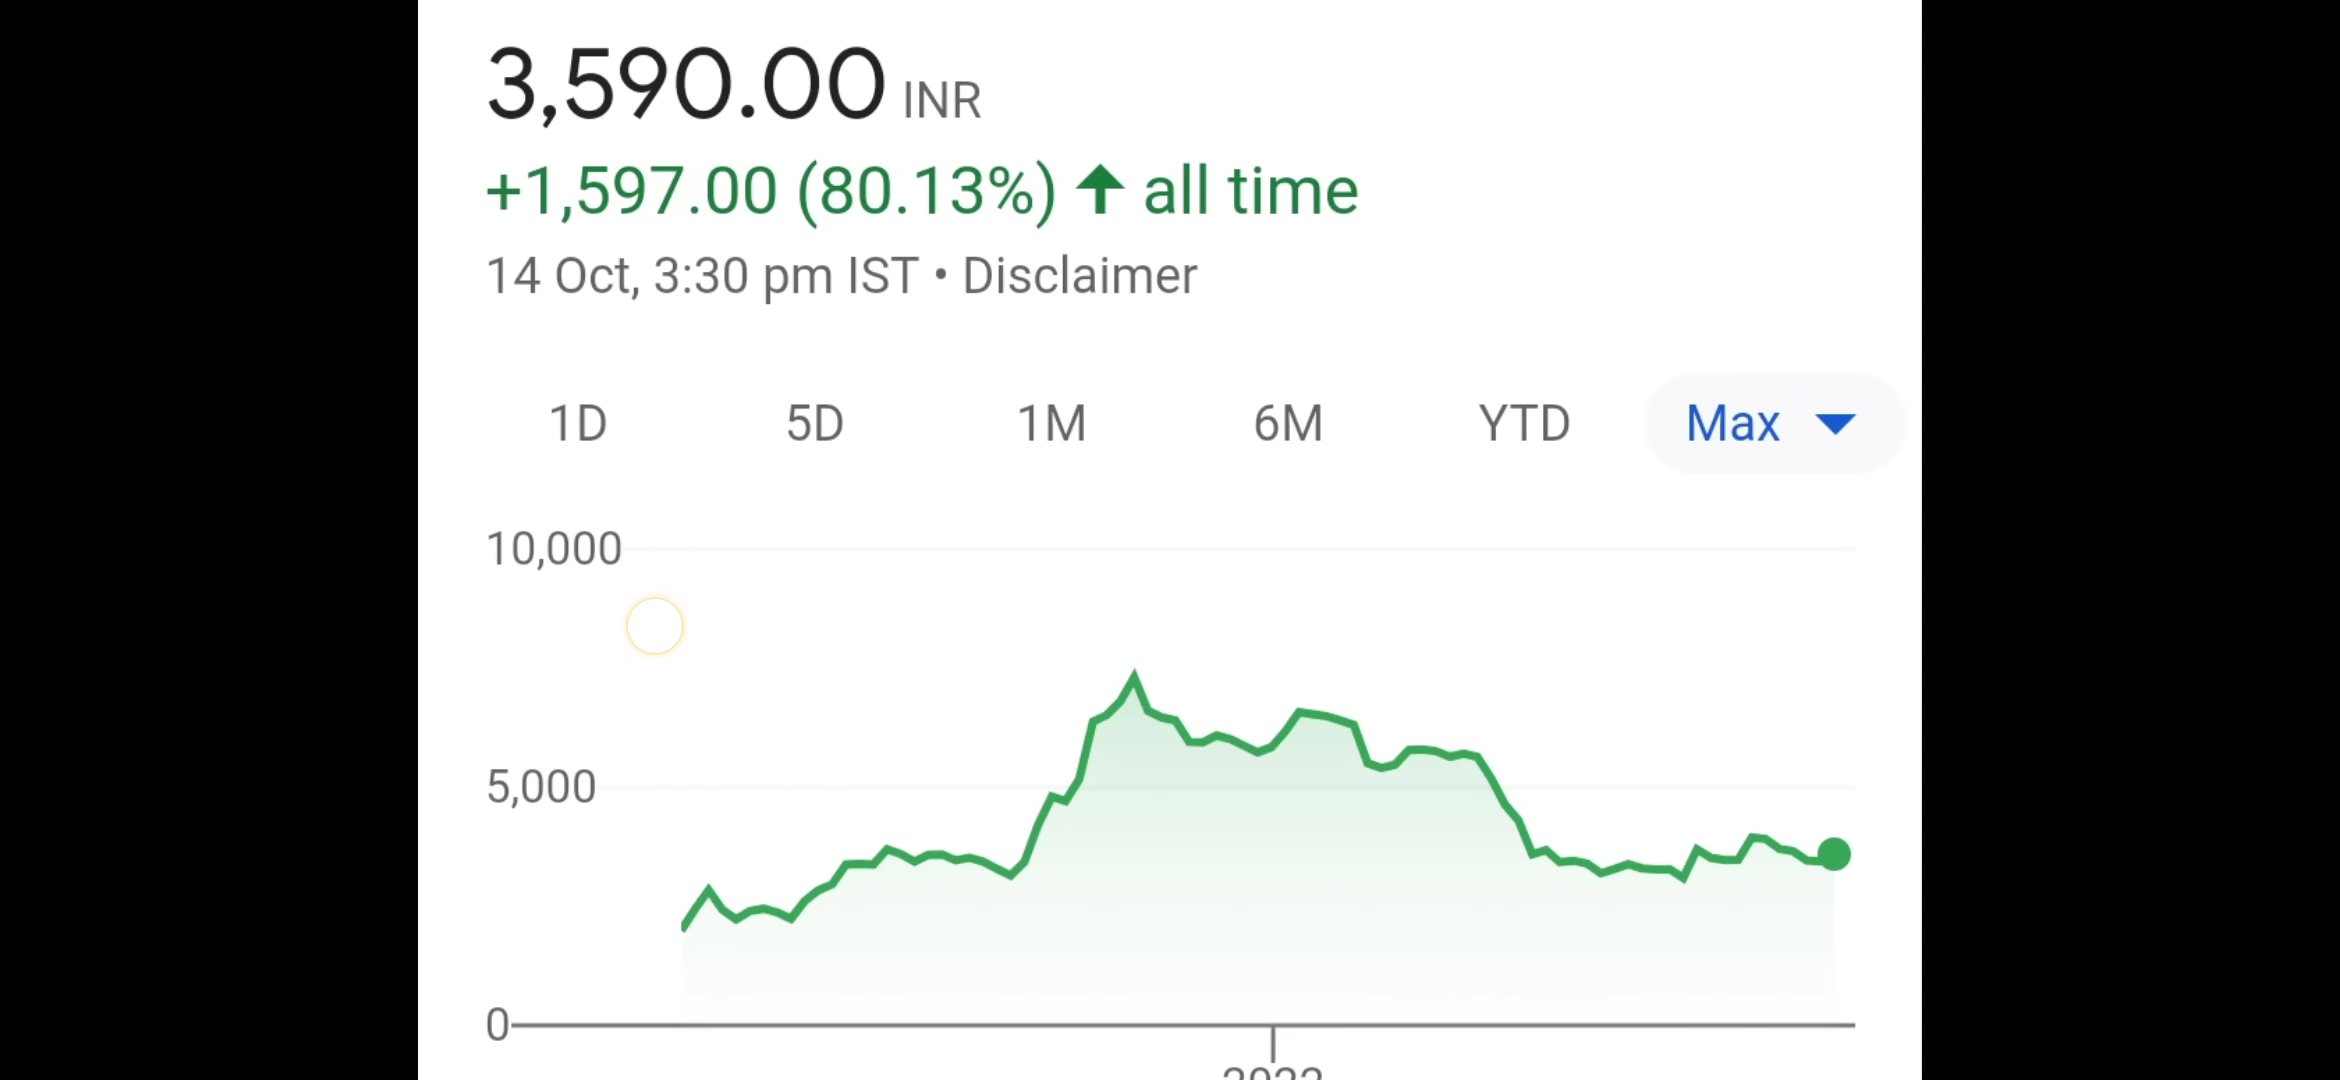 3,590.00 INR
+1,597.00 (80.13%) ↑ all time
14 Oct, 3:30 pm IST • Disclaimer
1D 5D 1M 6M YTD Max
10,000
5,000
0